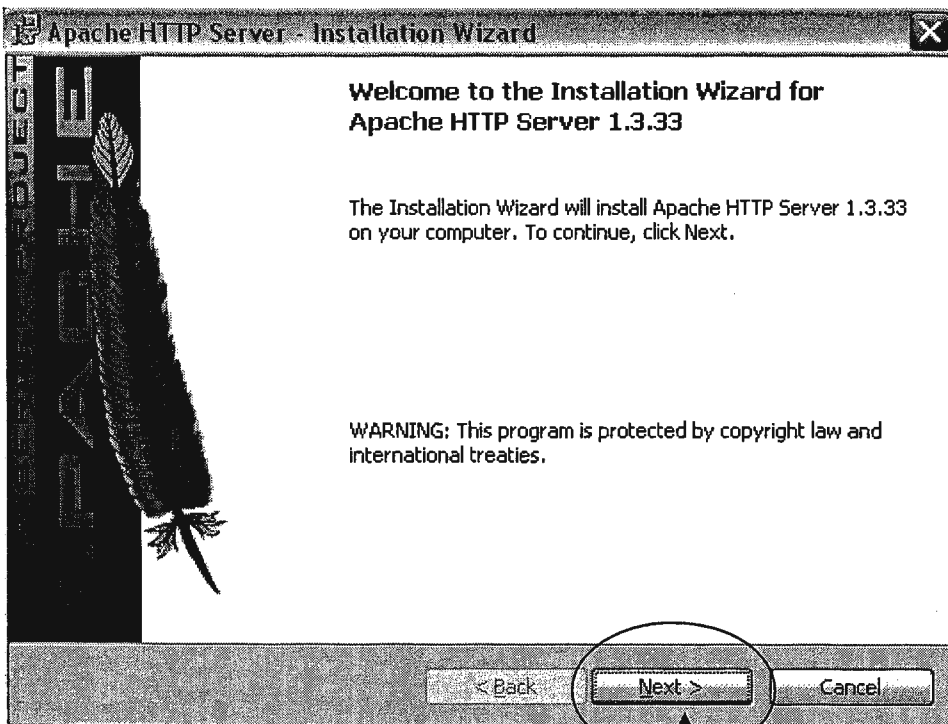 Apache HTTP Server - Installation Wizard
Welcome to the Installation Wizard for
Apache HTTP Server 1.3.33
The Installation Wizard will install Apache HTTP Server 1.3.33
on your computer. To continue, click Next.
WARNING: This program is protected by copyright law and
international treaties.
< Back
Next >
Cancel
APACHE
PROJECT